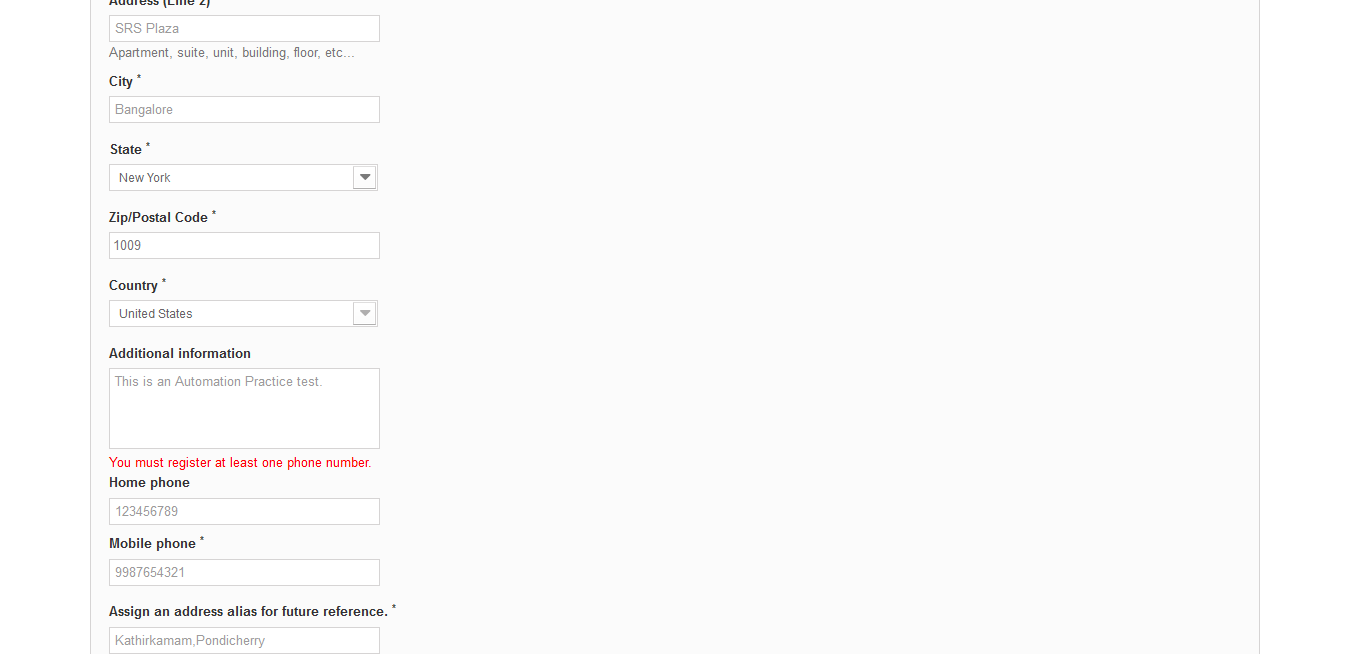 Address (Line 2)
SRS Plaza
Apartment, suite, unit, building, floor, etc...
City *
Bangalore
State *
New York
Zip/Postal Code *
1009
Country *
United States
Additional information
This is an Automation Practice test.
You must register at least one phone number.
Home phone
123456789
Mobile phone *
9987654321
Assign an address alias for future reference. *
Kathirkamam,Pondicherry